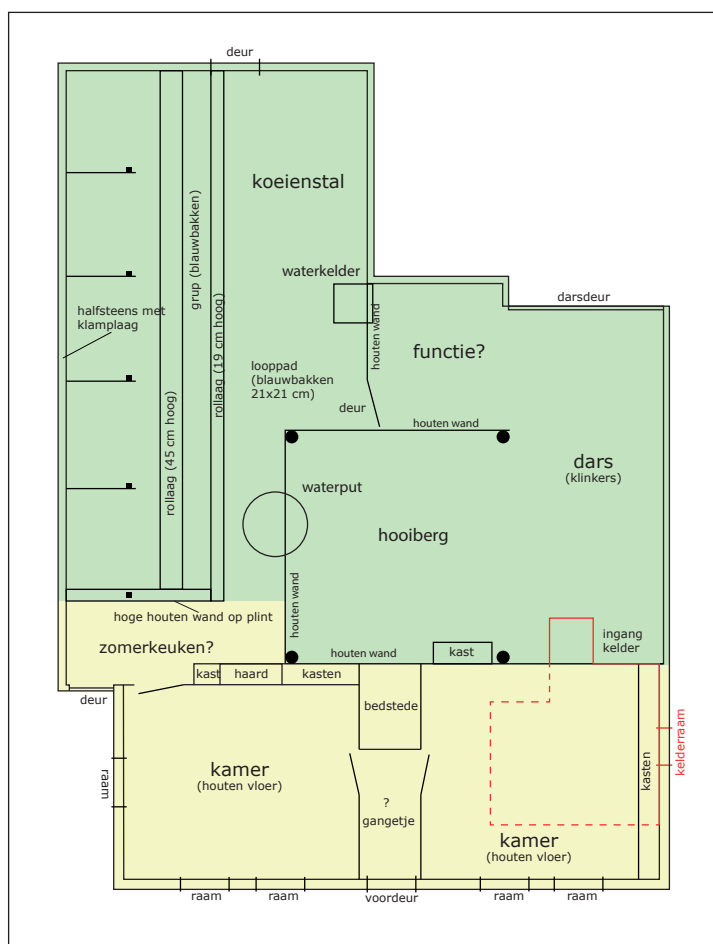 deur
koeienstal
waterkelder
darsdeur
grup (blauwbakken)
halfsteens met
klamplaag
rollaag (19 cm hoog)
houten wand
functie?
looppad
(blauwbakken
21x21 cm)
deur
houten wand
rollaag (45 cm hoog)
dars
(klinkers)
waterput
hooiberg
houten wand
hoge houten wand op plint
zomerkeuken?
houten wand
kast
ingang
kelder
kast
haard
kasten
deur
bedstede
kelderraam
kamer
(houten vloer)
raam
kasten
?
gangetje
kamer
(houten vloer)
raam
raam
voordeur
raam
raam